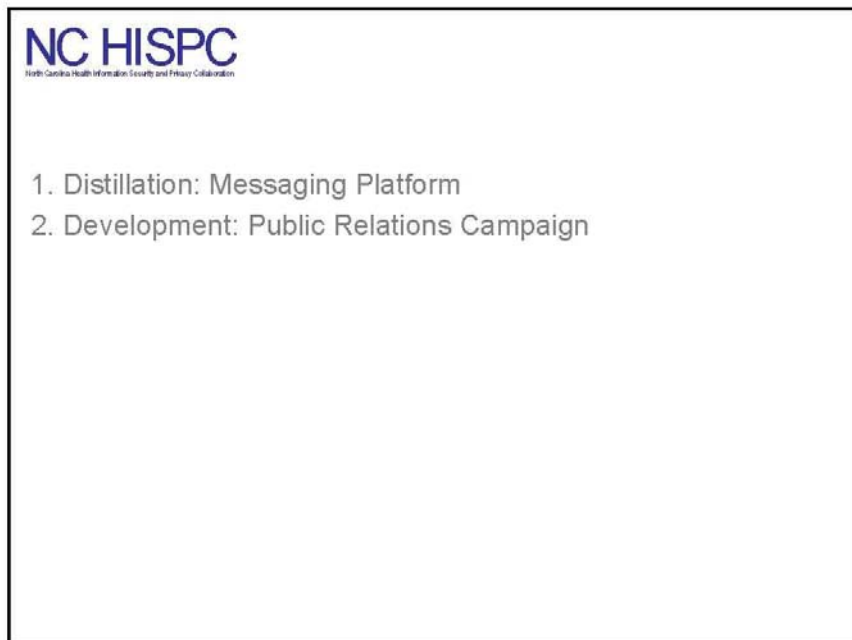 NC HISPC
North Carolina Health Information Security and Privacy Collaboration
1. Distillation: Messaging Platform
2. Development: Public Relations Campaign